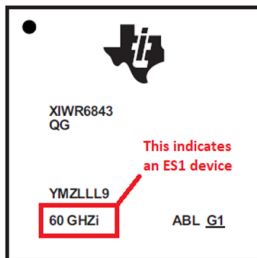 XIWR6843
QG
This indicates
an ES1 device
YMZLLL9
60 GHZi
ABL G1